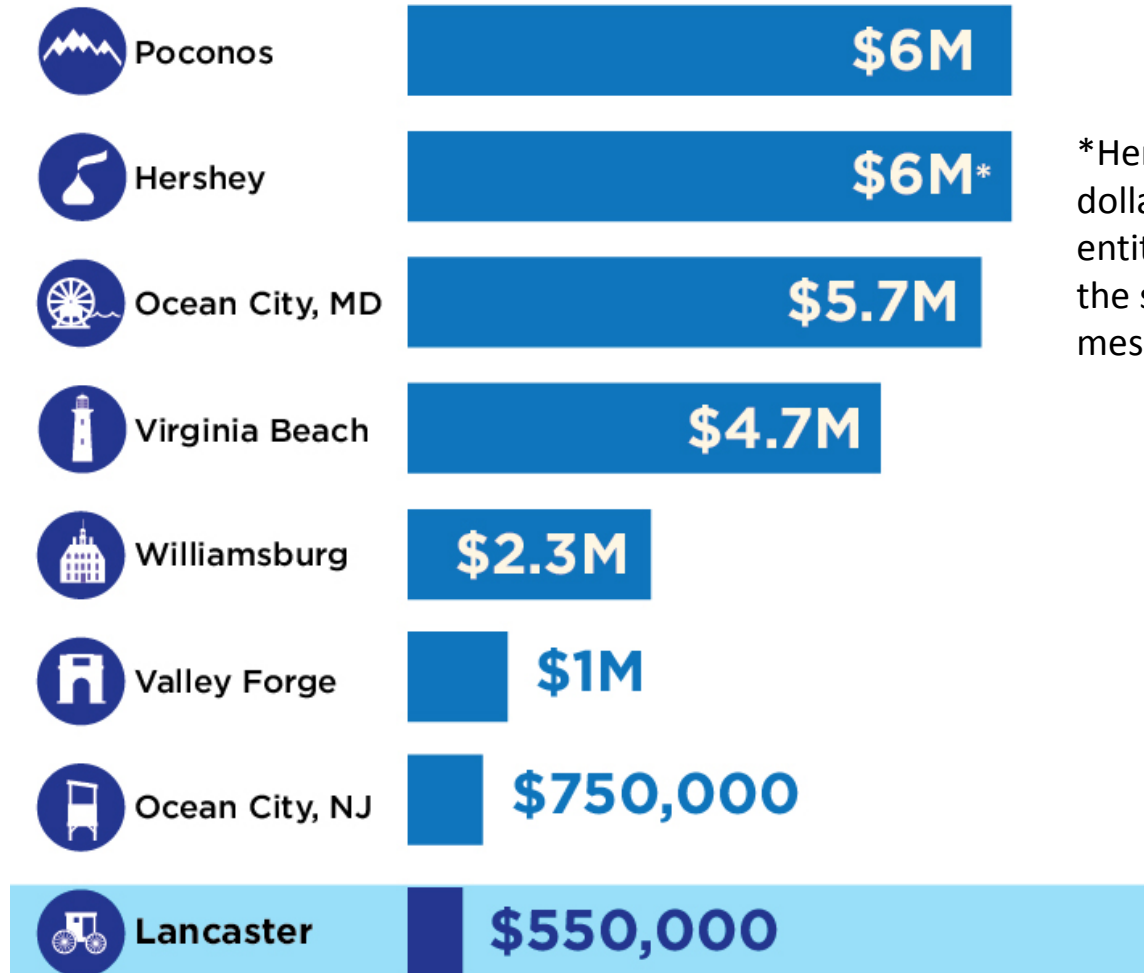 Poconos $6M
Hershey $6M*
Ocean City, MD $5.7M
Virginia Beach $4.7M
Williamsburg $2.3M
Valley Forge $1M
Ocean City, NJ $750,000
Lancaster $550,000
the